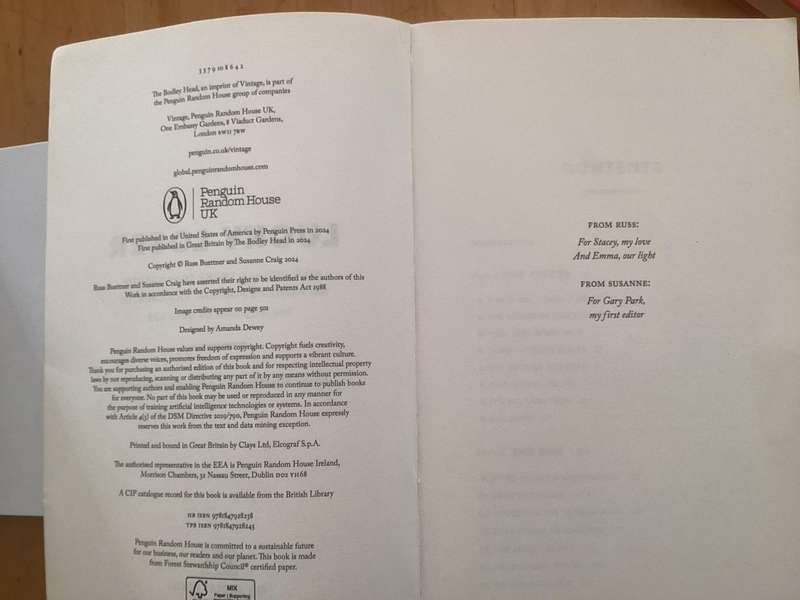 3 5 7 9 10 8 6 4 2
The Bodley Head, an imprint of Vintage, is part of
the Penguin Random House group of companies
Vintage, Penguin Random House UK,
One Embassy Gardens, 8 Viaduct Gardens,
London SW11 7BW
penguin.co.uk/vintage
global.penguinrandomhouse.com
Penguin
Random House
UK
First published in the United States of America by Penguin Press in 2024
First published in Great Britain by The Bodley Head in 2024
Copyright © Russ Buettner and Susanne Craig 2024
Russ Buettner and Susanne Craig have asserted their right to be identified as the authors of this
Work in accordance with the Copyright, Designs and Patents Act 1988
Image credits appear on page 502
Designed by Amanda Dewey
Penguin Random House values and supports copyright. Copyright fuels creativity,
encourages diverse voices, promotes freedom of expression and supports a vibrant culture.
Thank you for purchasing an authorised edition of this book and for respecting intellectual property
laws by not reproducing, scanning or distributing any part of it by any means without permission.
You are supporting authors and enabling Penguin Random House to continue to publish books
for everyone. No part of this book may be used or reproduced in any manner for
the purpose of training artificial intelligence technologies or systems. In accordance
with Article 4(3) of the DSM Directive 2019/790, Penguin Random House expressly
reserves this work from the text and data mining exception.
Printed and bound in Great Britain by Clays Ltd, Elcograf S.p.A.
The authorised representative in the EEA is Penguin Random House Ireland,
Morrison Chambers, 32 Nassau Street, Dublin D02 YH68
A CIP catalogue record for this book is available from the British Library
HB ISBN 9781847928238
TPB ISBN 9781847928245
Penguin Random House is committed to a sustainable future
for our business, our readers and our planet. This book is made
from Forest Stewardship Council® certified paper.
MIX
Paper | Supporting
FSC
FROM RUSS:
For Stacey, my love
And Emma, our light
FROM SUSANNE:
For Gary Park,
my first editor